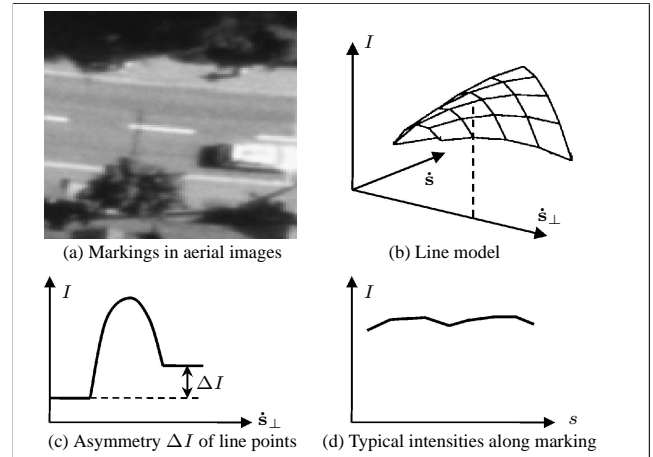 I
ṡ
ṡ⊥
(a) Markings in aerial images
(b) Line model
I
ΔI
ṡ⊥
I
s
(c) Asymmetry ΔI of line points
(d) Typical intensities along marking